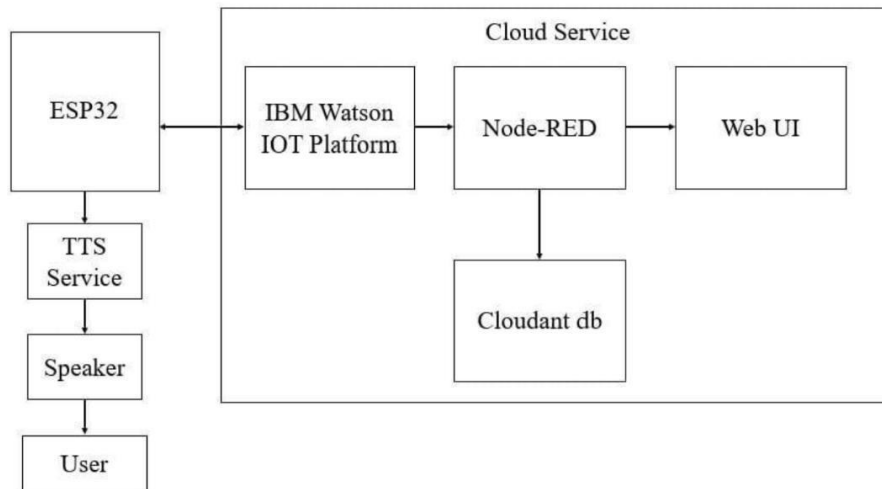 Cloud Service
ESP32
IBM Watson
IOT Platform
Node-RED
Web UI
TTS
Service
Cloudant db
Speaker
User